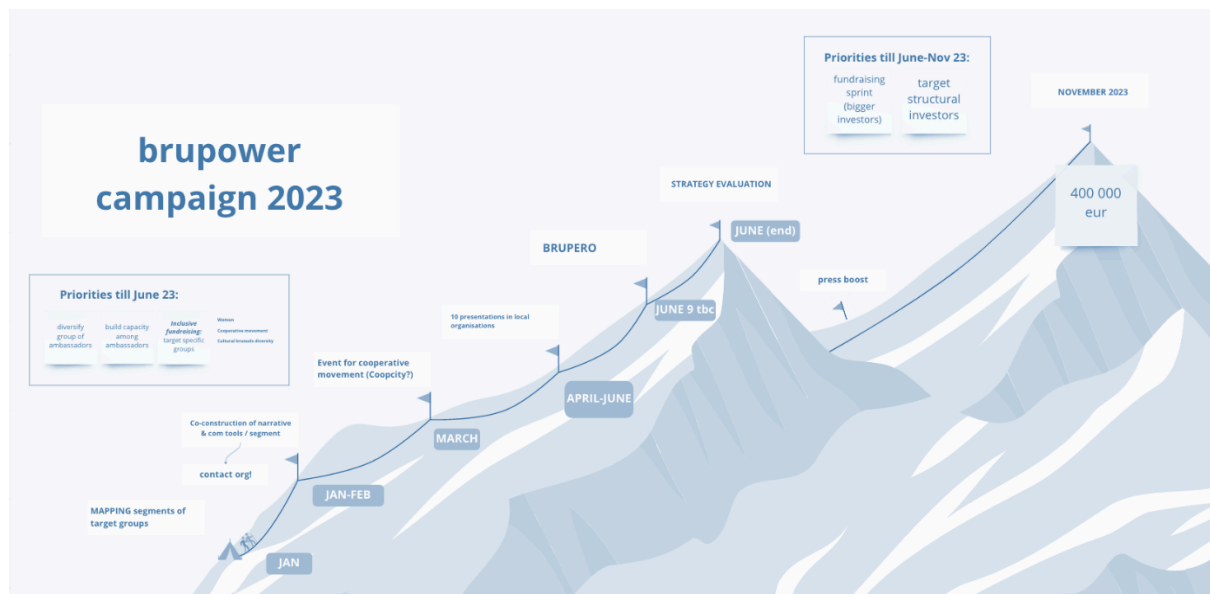 brupower
campaign 2023
Priorities till June-Nov 23:
fundraising
sprint
(bigger
investors)
target
structural
investors
NOVEMBER 2023
400 000
eur
STRATEGY EVALUATION
JUNE (end)
BRUPERO
JUNE 9 tbc
press boost
Priorities till June 23:
diversify
group of
ambassadors
build capacity
among
ambassadors
Inclusive
fundraising:
target specific
groups
Women
Cooperative movement
Cultural brussels diversity
10 presentations in local
organisations
APRIL-JUNE
Event for cooperative
movement (Coopcity?)
MARCH
Co-construction of narrative
& com tools / segment
contact org!
JAN-FEB
MAPPING segments of
target groups
JAN